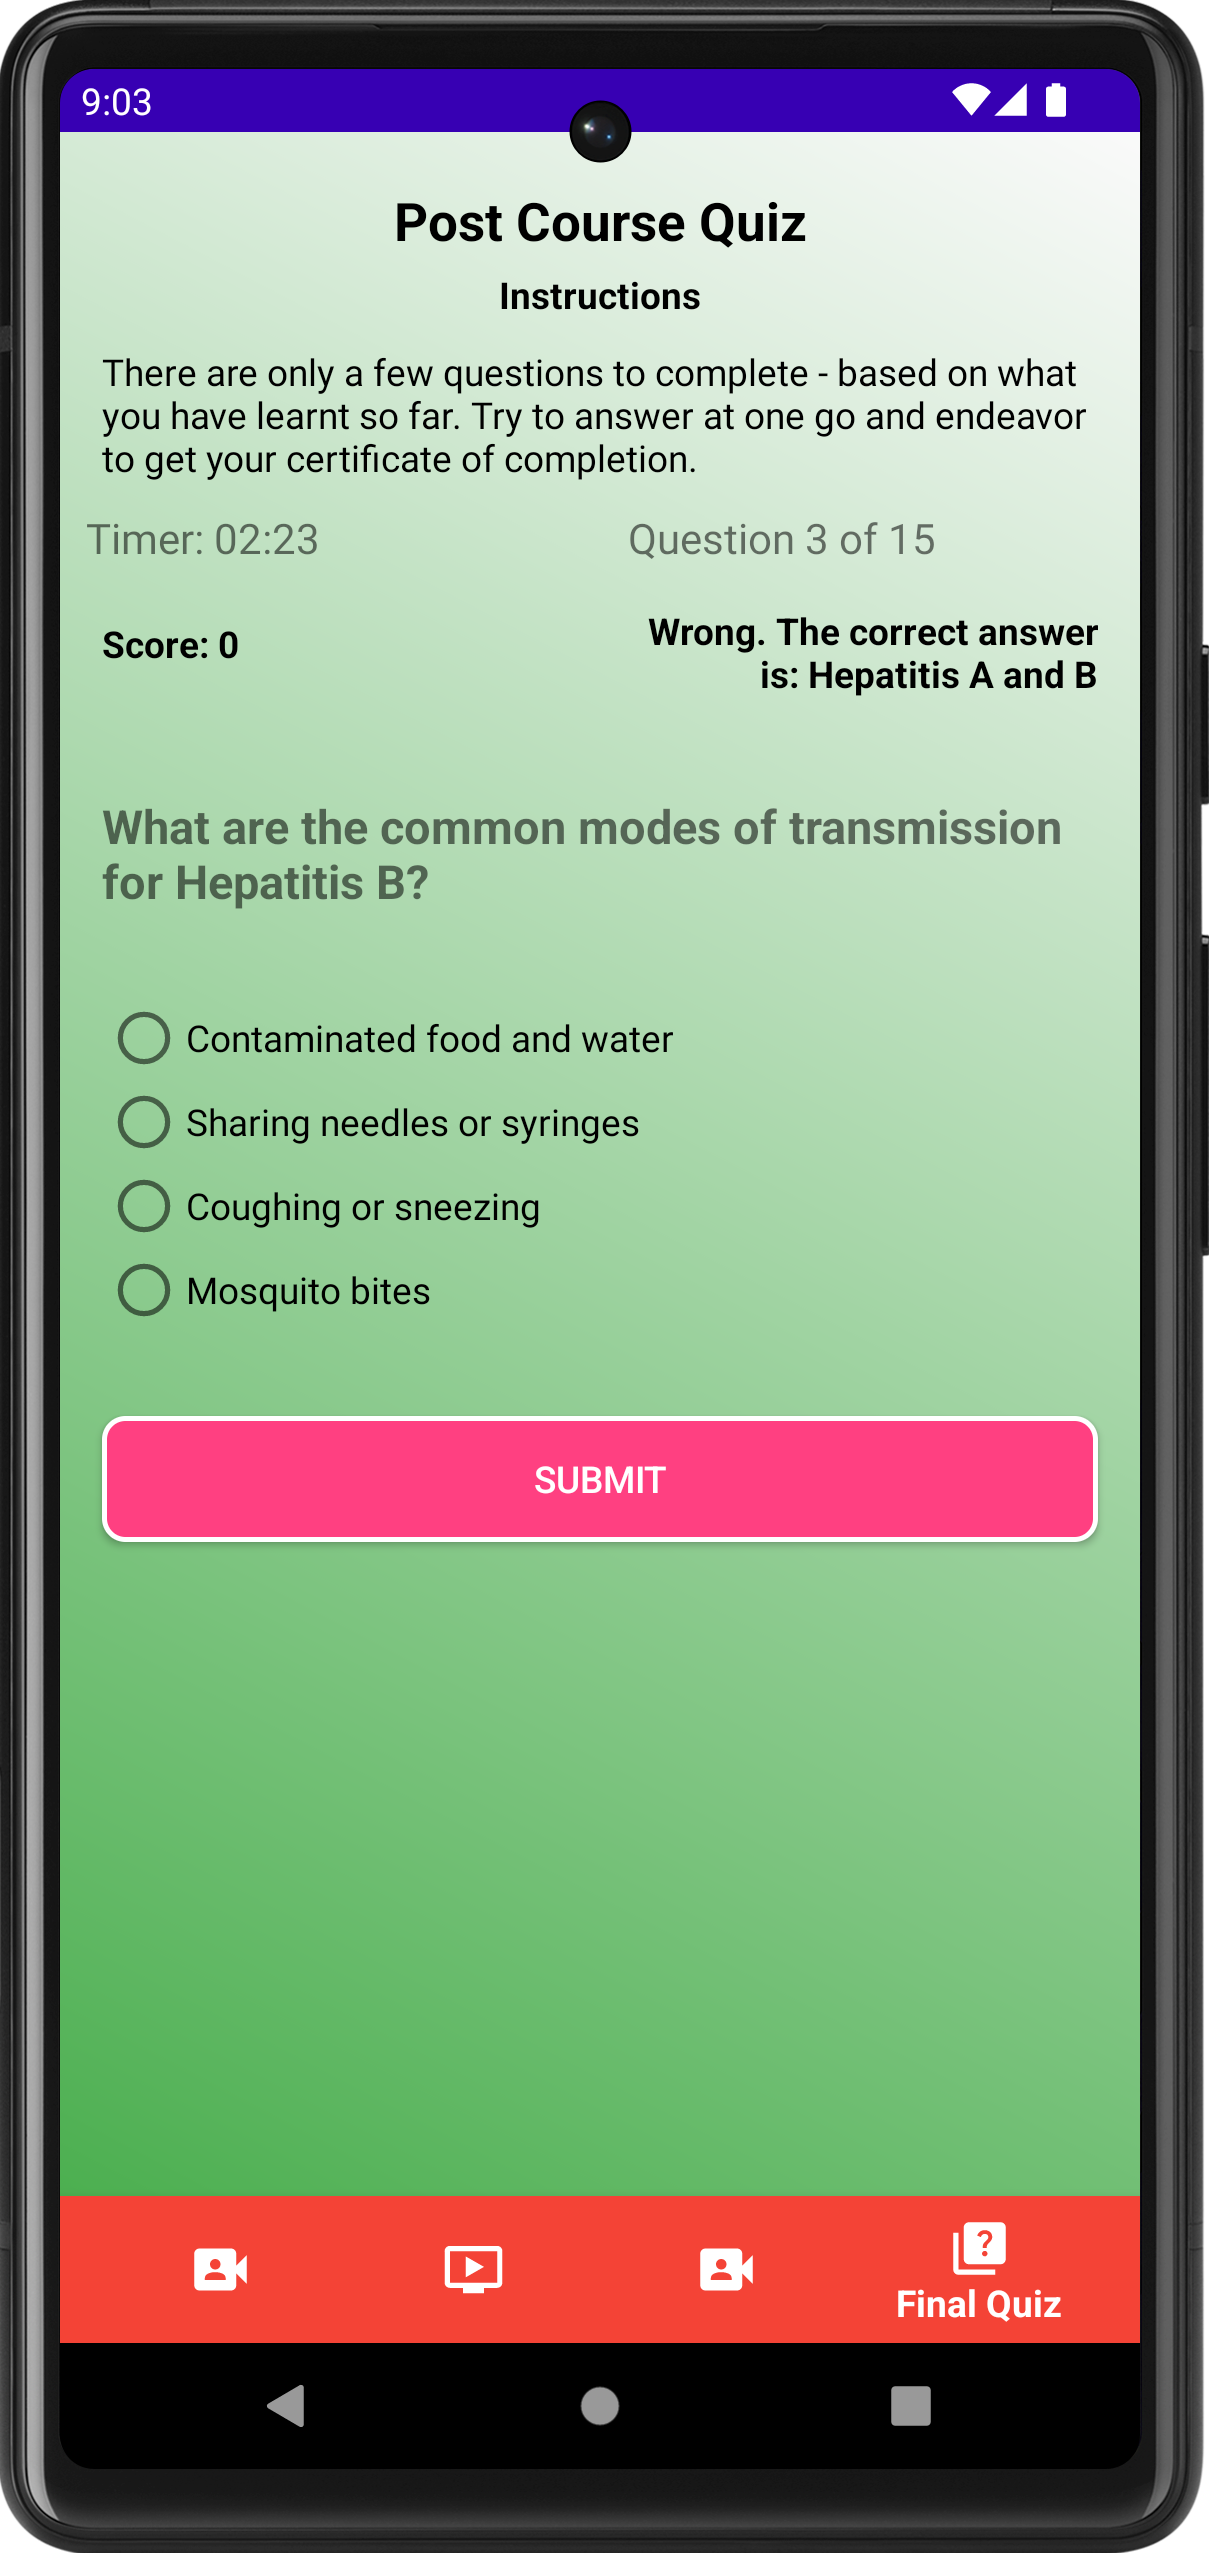 9:03
Post Course Quiz
Instructions
There are only a few questions to complete - based on what
you have learnt so far. Try to answer at one go and endeavor
to get your certificate of completion.
Timer: 02:23
Question 3 of 15
Score: 0
Wrong. The correct answer
is: Hepatitis A and B
What are the common modes of transmission
for Hepatitis B?
Contaminated food and water
Sharing needles or syringes
Coughing or sneezing
Mosquito bites
SUBMIT
?
Final Quiz